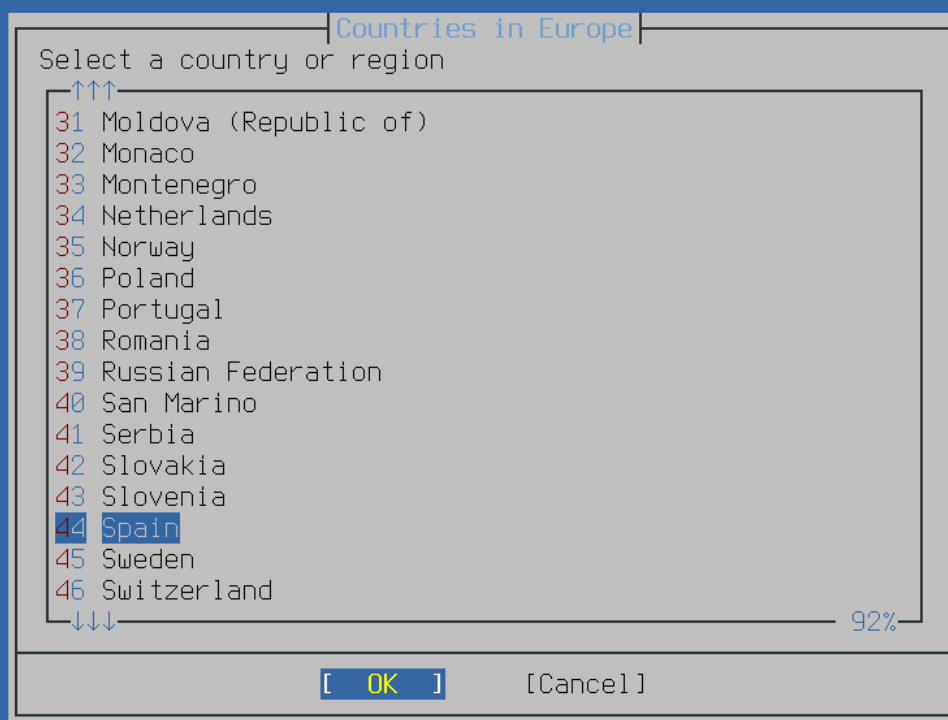 Countries in Europe
Select a country or region
↑↑↑
31 Moldova (Republic of)
32 Monaco
33 Montenegro
34 Netherlands
35 Norway
36 Poland
37 Portugal
38 Romania
39 Russian Federation
40 San Marino
41 Serbia
42 Slovakia
43 Slovenia
44 Spain
45 Sweden
46 Switzerland
↓↓↓ 92%
[ OK ] [Cancel]